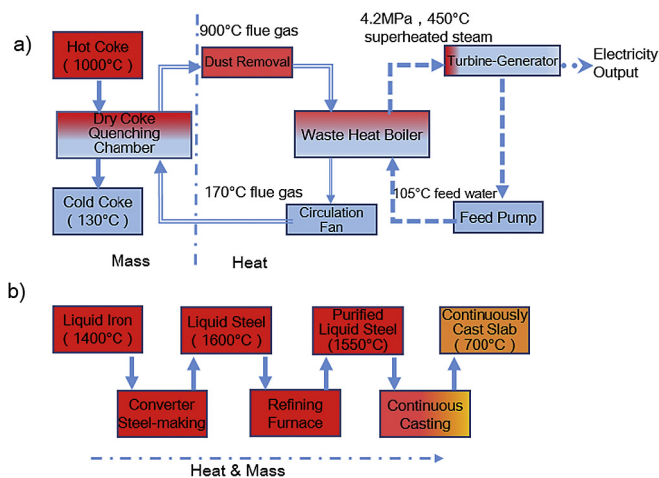 a)
900°C flue gas
4.2MPa , 450°C
superheated steam
Hot Coke
( 1000°C )
Dust Removal
Turbine-Generator
Electricity
Output
Dry Coke
Quenching
Chamber
Waste Heat Boiler
170°C flue gas
105°C feed water
Cold Coke
( 130°C )
Circulation
Fan
Feed Pump
Mass
Heat
b)
Liquid Iron
( 1400°C )
Liquid Steel
( 1600°C )
Purified
Liquid Steel
(1550°C)
Continuously
Cast Slab
( 700°C )
Converter
Steel-making
Refining
Furnace
Continuous
Casting
Heat & Mass